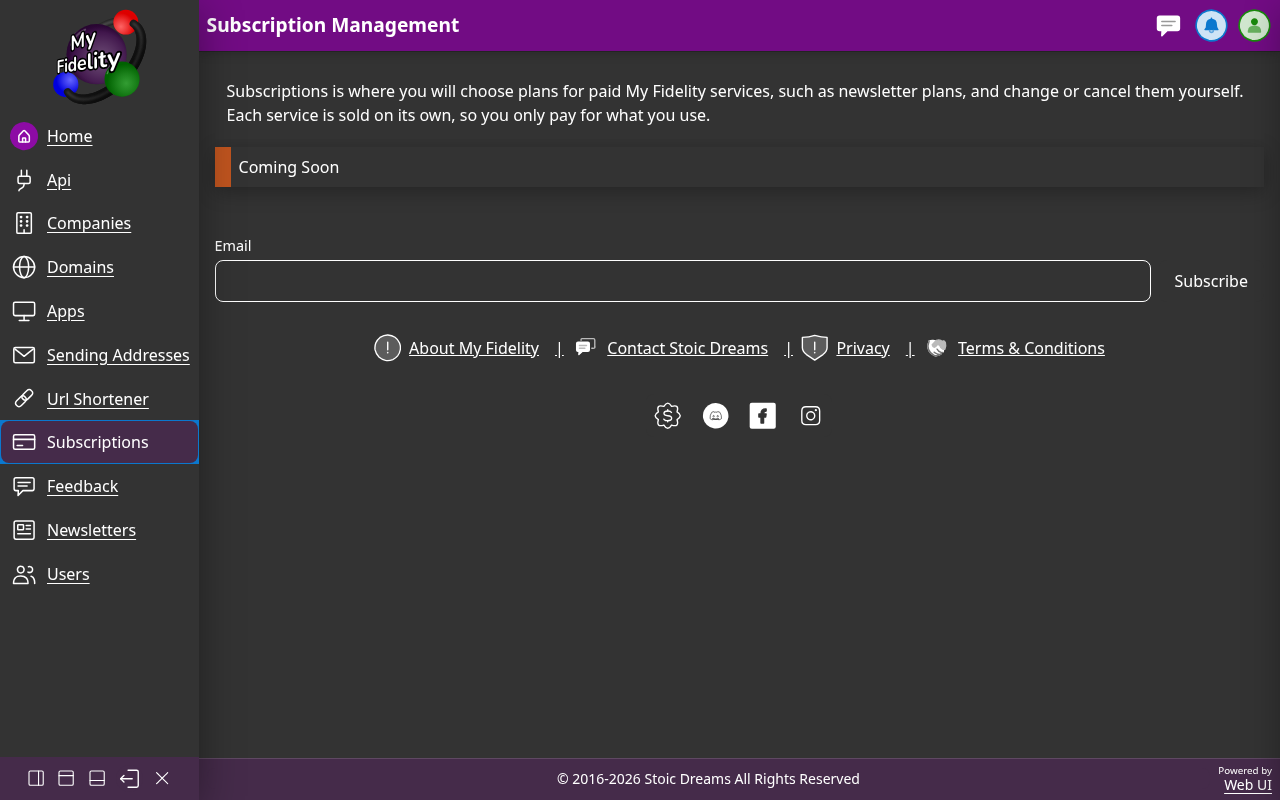 My
Fidelity
Subscription Management
Home
Api
Companies
Domains
Apps
Sending Addresses
Url Shortener
Subscriptions
Feedback
Newsletters
Users
Subscriptions is where you will choose plans for paid My Fidelity services, such as newsletter plans, and change or cancel them yourself.
Each service is sold on its own, so you only pay for what you use.
Coming Soon
Email
Subscribe
About My Fidelity | Contact Stoic Dreams | Privacy | Terms & Conditions
© 2016-2026 Stoic Dreams All Rights Reserved
Powered by
Web UI